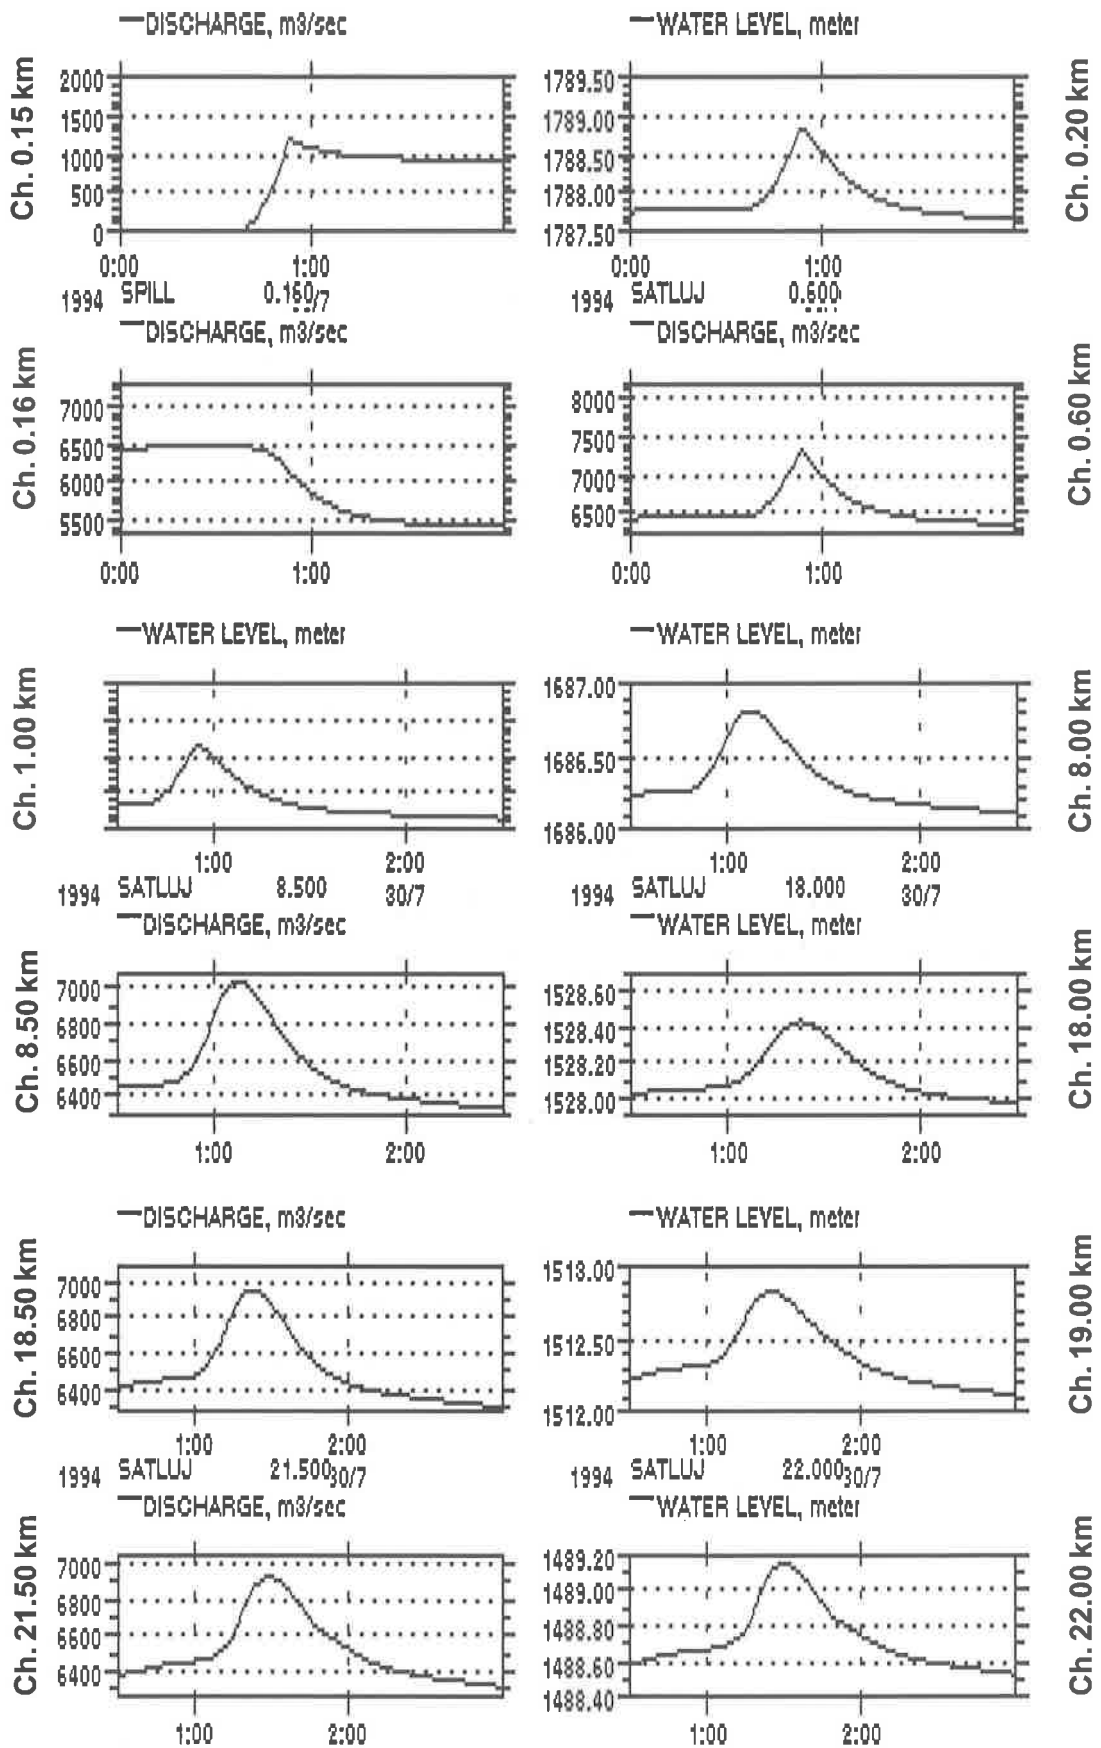 DISCHARGE, m3/sec
WATER LEVEL, meter
Ch. 0.15 km
2000
1500
1000
500
0
0:00
1:00
1789.50
1789.00
1788.50
1788.00
1787.50
0:00
1:00
Ch. 0.20 km
1994 SPILL 0.160
1994 SATLUJ 0.600
DISCHARGE, m3/sec
DISCHARGE, m3/sec
Ch. 0.16 km
7000
6500
6000
5500
0:00
1:00
8000
7500
7000
6500
0:00
1:00
Ch. 0.60 km
WATER LEVEL, meter
WATER LEVEL, meter
Ch. 1.00 km
1:00
2:00
1687.00
1686.50
1686.00
1:00
2:00
Ch. 8.00 km
1994 SATLUJ 8.500 30/7
1994 SATLUJ 18.000 30/7
DISCHARGE, m3/sec
WATER LEVEL, meter
Ch. 8.50 km
7000
6800
6600
6400
1:00
2:00
1528.60
1528.40
1528.20
1528.00
1:00
2:00
Ch. 18.00 km
DISCHARGE, m3/sec
WATER LEVEL, meter
Ch. 18.50 km
7000
6800
6600
6400
1:00
2:00
1513.00
1512.50
1512.00
1:00
2:00
Ch. 19.00 km
1994 SATLUJ 21.500 30/7
1994 SATLUJ 22.000 30/7
DISCHARGE, m3/sec
WATER LEVEL, meter
Ch. 21.50 km
7000
6800
6600
6400
1:00
2:00
1489.20
1489.00
1488.80
1488.60
1488.40
1:00
2:00
Ch. 22.00 km